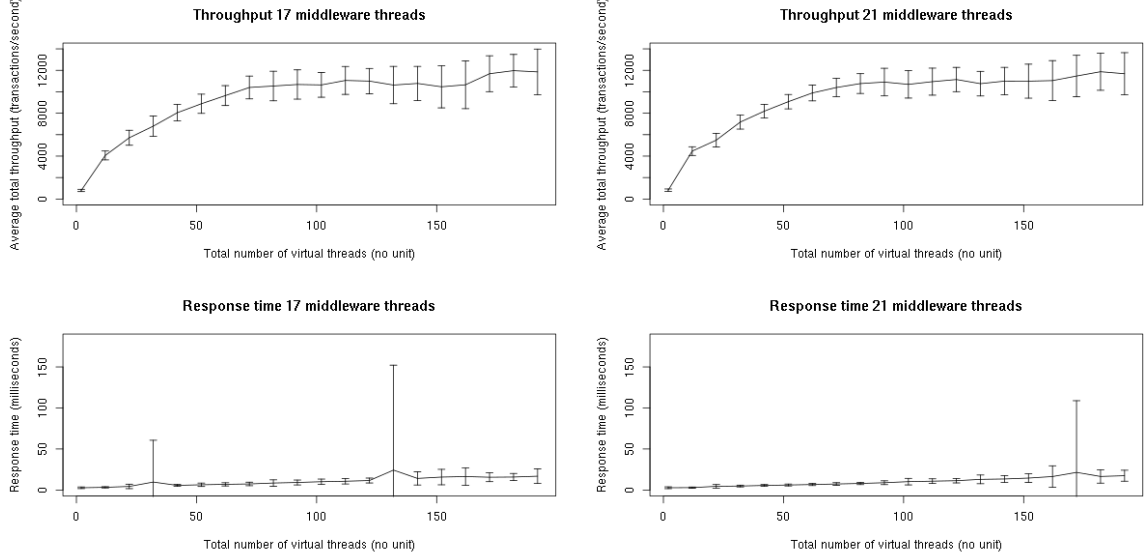 Throughput 17 middleware threads
Average total throughput (transactions/second)
0 4000 8000 12000
0 50 100 150
Total number of virtual threads (no unit)
Throughput 21 middleware threads
Average total throughput (transactions/second)
0 4000 8000 12000
0 50 100 150
Total number of virtual threads (no unit)
Response time 17 middleware threads
Response time (milliseconds)
0 50 100 150
0 50 100 150
Total number of virtual threads (no unit)
Response time 21 middleware threads
Response time (milliseconds)
0 50 100 150
0 50 100 150
Total number of virtual threads (no unit)